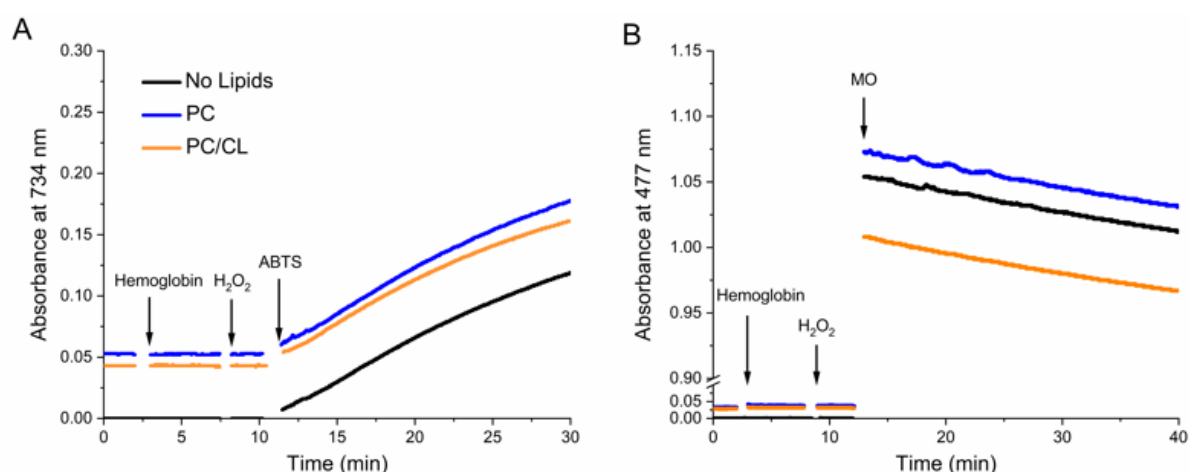 A
Absorbance at 734 nm
0.30
0.25
0.20
0.15
0.10
0.05
0.00
No Lipids
PC
PC/CL
Hemoglobin
H₂O₂
ABTS
0
5
10
15
20
25
30
Time (min)
B
Absorbance at 477 nm
1.15
1.10
1.05
1.00
0.95
0.90
0.05
0.00
MO
Hemoglobin
H₂O₂
0
10
20
30
40
Time (min)